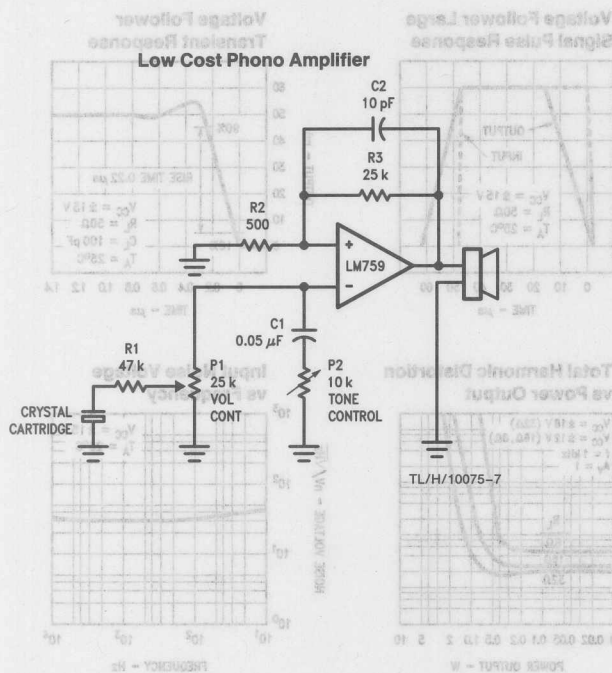 Low Cost Phono Amplifier
C2
10 pF
R3
25 k
R2
500
+
LM759
−
C1
0.05 μF
R1
47 k
P1
25 k
VOL
CONT
P2
10 k
TONE
CONTROL
CRYSTAL
CARTRIDGE
TL/H/10075-7